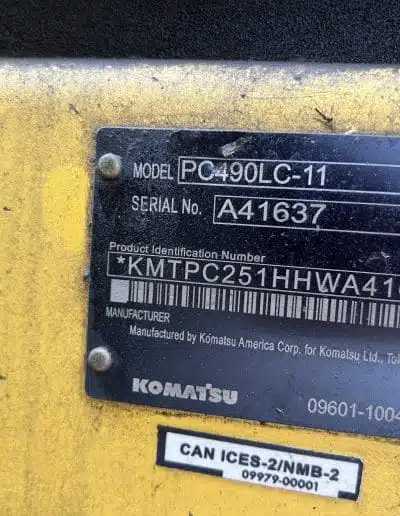 MODEL PC490LC-11
SERIAL No. A41637
Product Identification Number
*KMTPC251HHWA41
MANUFACTURER
Manufactured by Komatsu America Corp. for Komatsu Ltd.,
KOMATSU
09601-1004
CAN ICES-2/NMB-2
09979-00001